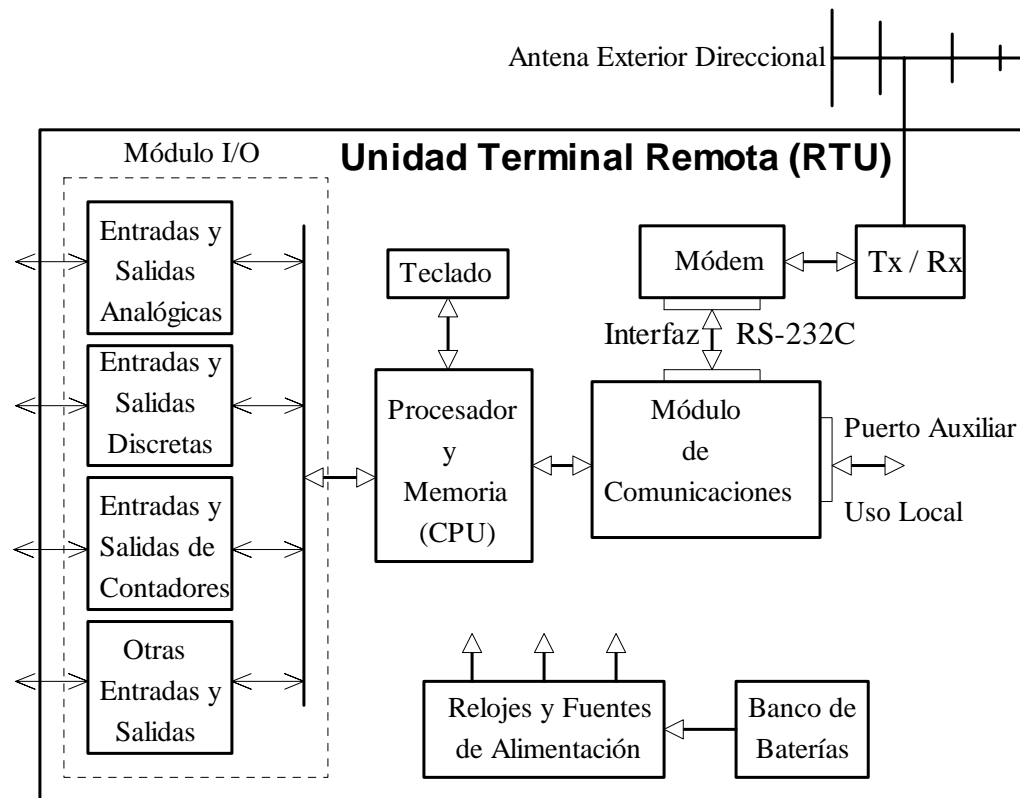 Antena Exterior Direccional
Módulo I/O
Unidad Terminal Remota (RTU)
Entradas y
Salidas
Analógicas
Entradas y
Salidas
Discretas
Entradas y
Salidas de
Contadores
Otras
Entradas y
Salidas
Teclado
Procesador
y
Memoria
(CPU)
Módem
Tx / Rx
Interfaz
RS-232C
Módulo
de
Comunicaciones
Puerto Auxiliar
Uso Local
Relojes y Fuentes
de Alimentación
Banco de
Baterías